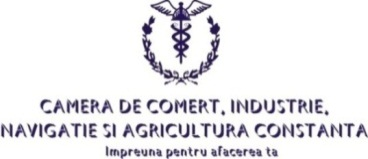 CAMERA DE COMERT, INDUSTRIE,
NAVIGATIE SI AGRICULTURA CONSTANTA
Impreuna pentru afacerea ta